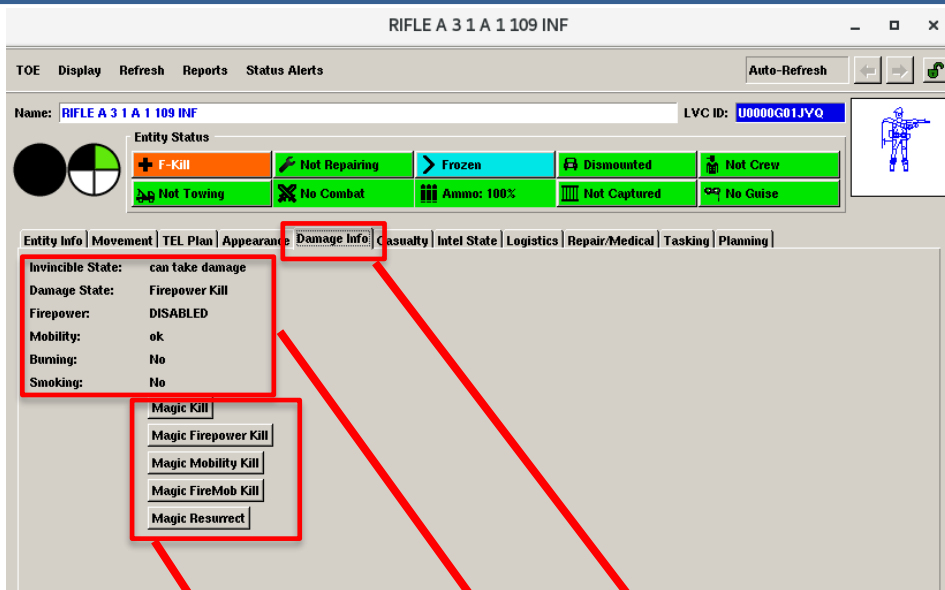 RIFLE A 3 1 A 1 109 INF
TOE Display Refresh Reports Status Alerts Auto-Refresh
Name: RIFLE A 3 1 A 1 109 INF LVC ID: U0000G01JYQ
Entity Status
F-Kill Not Repairing Frozen Dismounted Not Crew
Not Towing No Combat Ammo: 100% Not Captured No Guise
Entity Info Movement TEL Plan Appearance Damage Info Casualty Intel State Logistics Repair/Medical Tasking Planning
Invincible State: can take damage
Damage State: Firepower Kill
Firepower: DISABLED
Mobility: ok
Burning: No
Smoking: No
Magic Kill
Magic Firepower Kill
Magic Mobility Kill
Magic FireMob Kill
Magic Resurrect